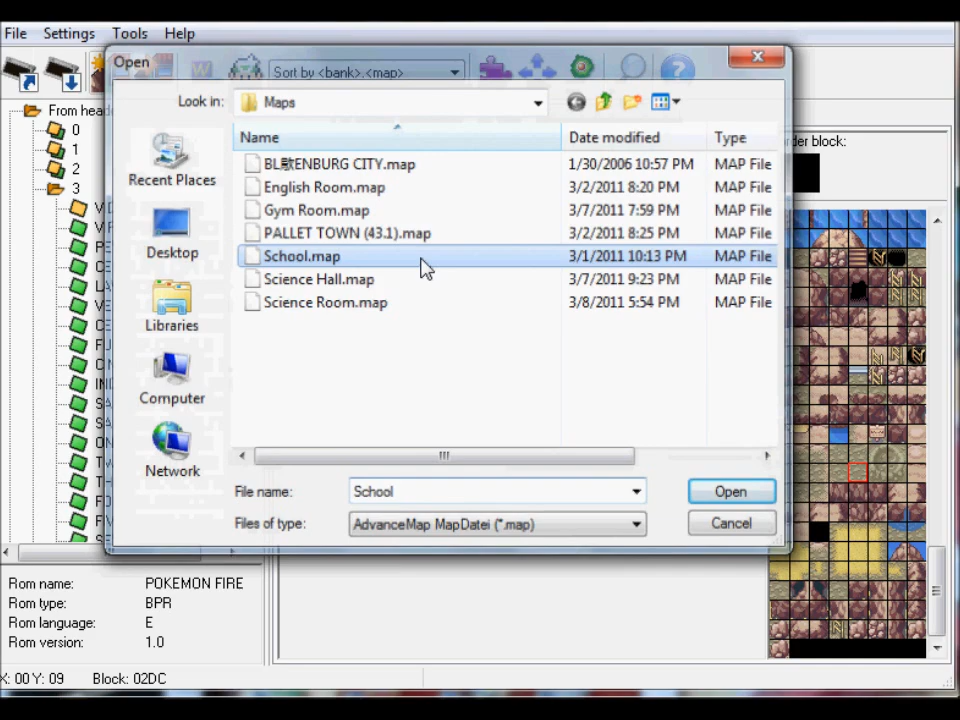 File Settings Tools Help
Open
Sort by <bank>.<map>
Look in: Maps
From head
Name Date modified Type
0
BL歇ENBURG CITY.map 1/30/2006 10:57 PM MAP File
1
English Room.map 3/2/2011 8:20 PM MAP File
2
Gym Room.map 3/7/2011 7:59 PM MAP File
3
PALLET TOWN (43.1).map 3/2/2011 8:25 PM MAP File
School.map 3/1/2011 10:13 PM MAP File
Science Hall.map 3/7/2011 9:23 PM MAP File
Science Room.map 3/8/2011 5:54 PM MAP File
Recent Places
Desktop
Libraries
Computer
Network
der block:
File name: School Open
Files of type: AdvanceMap MapDatei (*.map) Cancel
Rom name: POKEMON FIRE
Rom type: BPR
Rom language: E
Rom version: 1.0
X: 00 Y: 09 Block: 02DC